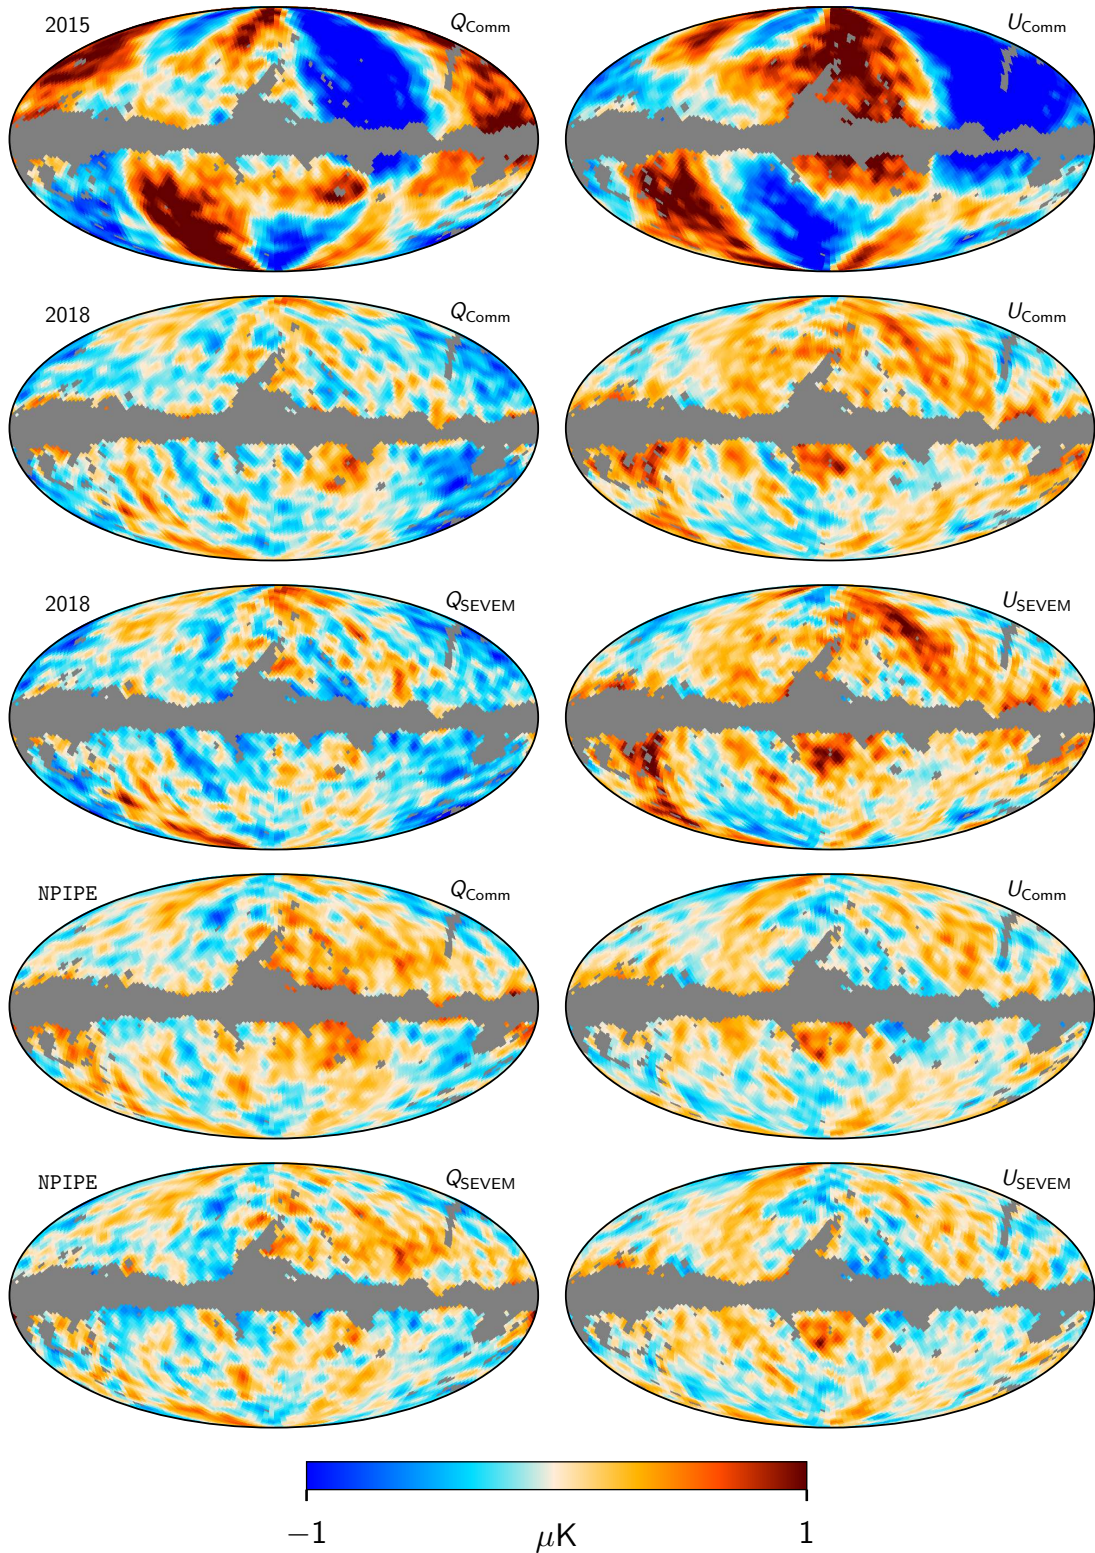 2015 Q_Comm U_Comm
2018 Q_Comm U_Comm
2018 Q_SEVEM U_SEVEM
NPIPE Q_Comm U_Comm
NPIPE Q_SEVEM U_SEVEM
−1 μK 1